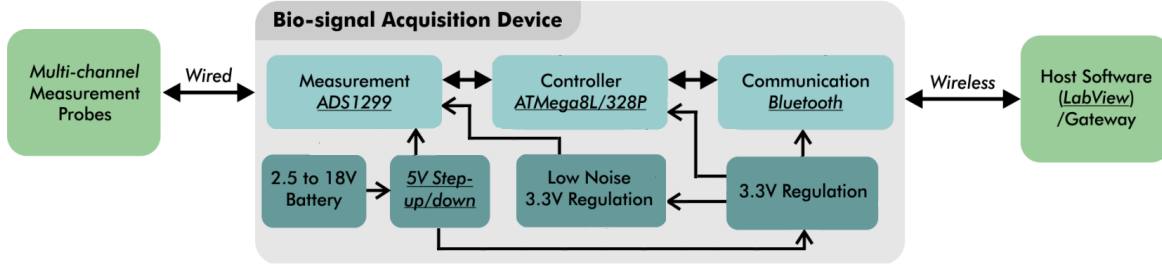 Bio-signal Acquisition Device
Multi-channel
Measurement
Probes
Wired
Measurement
ADS1299
Controller
ATMega8L/328P
Communication
Bluetooth
Wireless
Host Software
(LabView)
/Gateway
2.5 to 18V
Battery
5V Step-
up/down
Low Noise
3.3V Regulation
3.3V Regulation